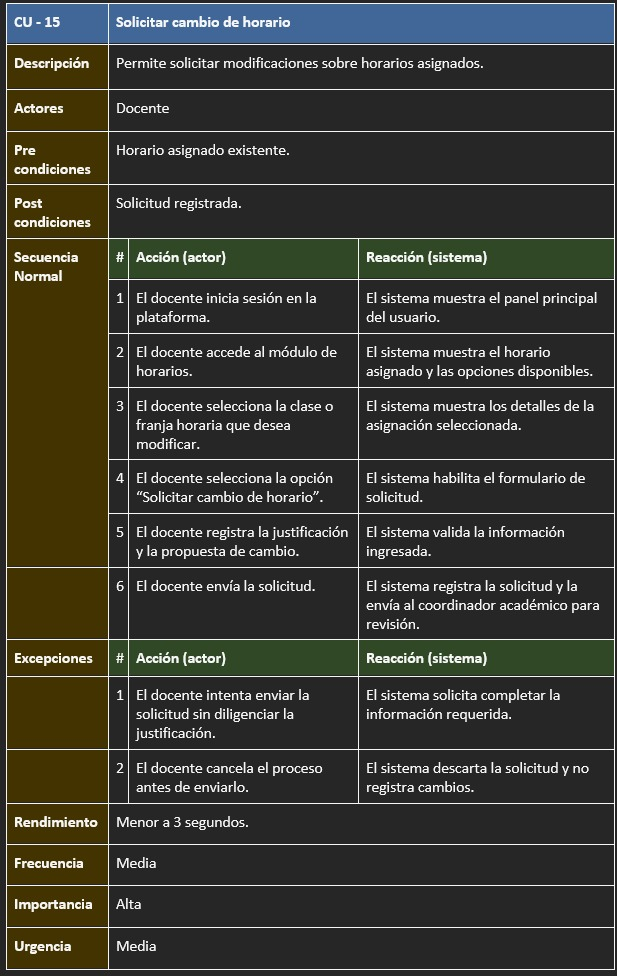 CU - 15 Solicitar cambio de horario
Descripción Permite solicitar modificaciones sobre horarios asignados.
Actores Docente
Pre
condiciones
Horario asignado existente.
Post
condiciones
Solicitud registrada.
Secuencia
Normal
# Acción (actor) Reacción (sistema)
1 El docente inicia sesión en la
plataforma.
El sistema muestra el panel principal
del usuario.
2 El docente accede al módulo de
horarios.
El sistema muestra el horario
asignado y las opciones disponibles.
3 El docente selecciona la clase o
franja horaria que desea
modificar.
El sistema muestra los detalles de la
asignación seleccionada.
4 El docente selecciona la opción
“Solicitar cambio de horario”.
El sistema habilita el formulario de
solicitud.
5 El docente registra la justificación
y la propuesta de cambio.
El sistema valida la información
ingresada.
6 El docente envía la solicitud.
El sistema registra la solicitud y la
envía al coordinador académico para
revisión.
Excepciones # Acción (actor) Reacción (sistema)
1 El docente intenta enviar la
solicitud sin diligenciar la
justificación.
El sistema solicita completar la
información requerida.
2 El docente cancela el proceso
antes de enviarlo.
El sistema descarta la solicitud y no
registra cambios.
Rendimiento Menor a 3 segundos.
Frecuencia Media
Importancia Alta
Urgencia Media